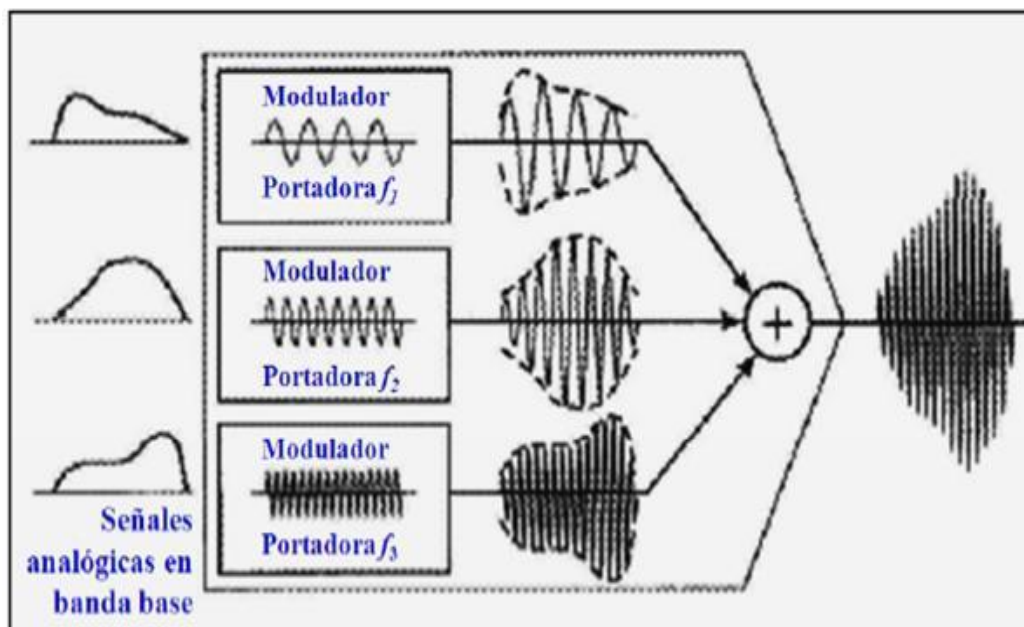 Modulador
Portadora f1
Modulador
Portadora f2
Modulador
Portadora f3
Señales
analógicas en
banda base
+